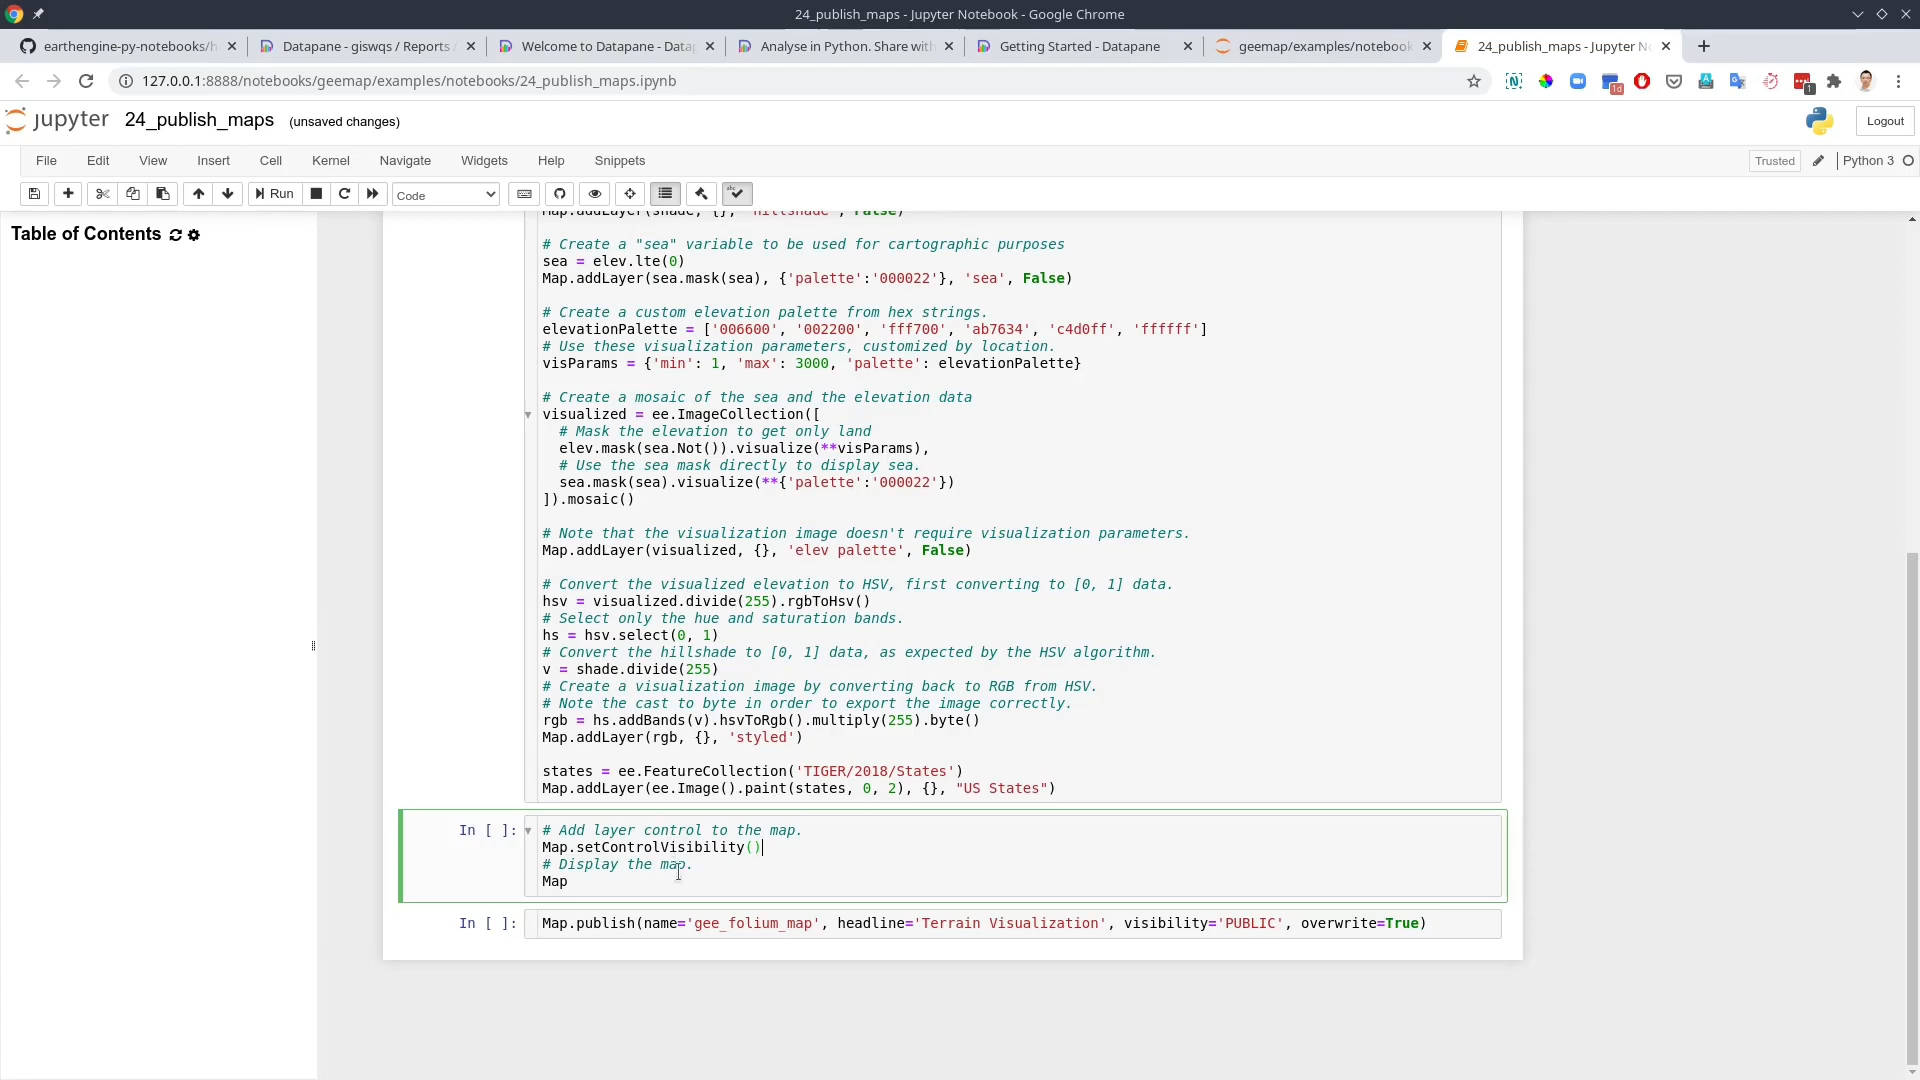 24_publish_maps - Jupyter Notebook - Google Chrome
earthengine-py-notebooks/h
Datapane - giswqs / Reports
Welcome to Datapane - Data
Analyse in Python. Share with
Getting Started - Datapane
geemap/examples/notebook
24_publish_maps - Jupyter N
127.0.0.1:8888/notebooks/geemap/examples/notebooks/24_publish_maps.ipynb
1d
1
jupyter 24_publish_maps (unsaved changes)
Logout
File Edit View Insert Cell Kernel Navigate Widgets Help Snippets
Trusted Python 3
Run Code
Table of Contents
Map.addLayer(shade, {}, 'hillshade', False)
# Create a "sea" variable to be used for cartographic purposes
sea = elev.lte(0)
Map.addLayer(sea.mask(sea), {'palette':'000022'}, 'sea', False)
# Create a custom elevation palette from hex strings.
elevationPalette = ['006600', '002200', 'fff700', 'ab7634', 'c4d0ff', 'ffffff']
# Use these visualization parameters, customized by location.
visParams = {'min': 1, 'max': 3000, 'palette': elevationPalette}
# Create a mosaic of the sea and the elevation data
visualized = ee.ImageCollection([
# Mask the elevation to get only land
elev.mask(sea.Not()).visualize(**visParams),
# Use the sea mask directly to display sea.
sea.mask(sea).visualize(**{'palette':'000022'})
]).mosaic()
# Note that the visualization image doesn't require visualization parameters.
Map.addLayer(visualized, {}, 'elev palette', False)
# Convert the visualized elevation to HSV, first converting to [0, 1] data.
hsv = visualized.divide(255).rgbToHsv()
# Select only the hue and saturation bands.
hs = hsv.select(0, 1)
# Convert the hillshade to [0, 1] data, as expected by the HSV algorithm.
v = shade.divide(255)
# Create a visualization image by converting back to RGB from HSV.
# Note the cast to byte in order to export the image correctly.
rgb = hs.addBands(v).hsvToRgb().multiply(255).byte()
Map.addLayer(rgb, {}, 'styled')
states = ee.FeatureCollection('TIGER/2018/States')
Map.addLayer(ee.Image().paint(states, 0, 2), {}, "US States")
In [ ]: # Add layer control to the map.
Map.setControlVisibility()
# Display the map.
Map
In [ ]: Map.publish(name='gee_folium_map', headline='Terrain Visualization', visibility='PUBLIC', overwrite=True)